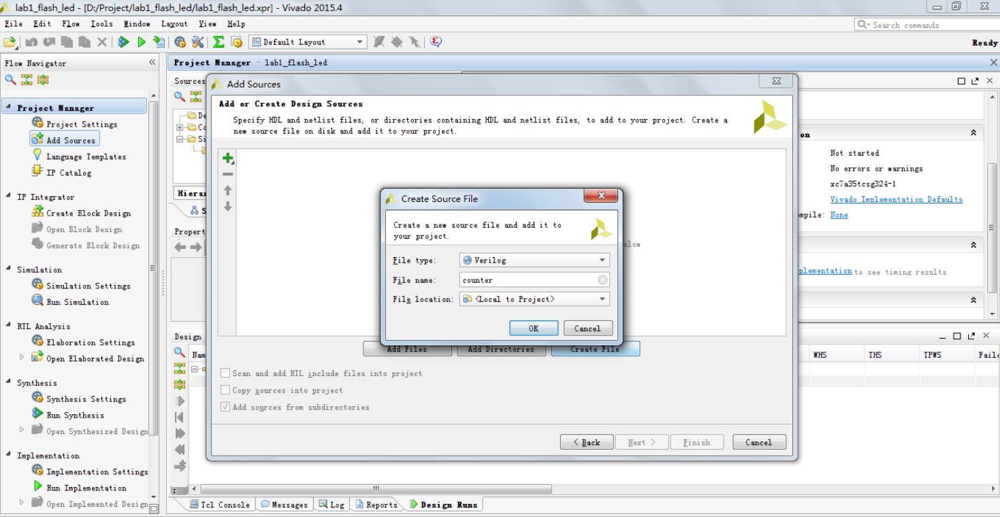 lab1_flash_led - [D:/Project/lab1_flash_led/lab1_flash_led.xpr] - Vivado 2015.4
File Edit Flow Tools Window Layout View Help
Search commands
Default Layout
Ready
Flow Navigator
Project Manager
Project Settings
Add Sources
Language Templates
IP Catalog
IP Integrator
Create Block Design
Open Block Design
Generate Block Design
Simulation
Simulation Settings
Run Simulation
RTL Analysis
Elaboration Settings
Open Elaborated Design
Synthesis
Synthesis Settings
Run Synthesis
Open Synthesized Design
Implementation
Implementation Settings
Run Implementation
Open Implemented Design
Project Manager - lab1_flash_led
Sources
De
Co
Si
Hierar
S
Propert
Add Sources
Add or Create Design Sources
Specify HDL and netlist files, or directories containing HDL and netlist files, to add to your project. Create a
new source file on disk and add it to your project.
elow
Create Source File
Create a new source file and add it to
your project.
File type: Verilog
File name: counter
File location: <Local to Project>
OK Cancel
Add Files Add Directories Create File
Scan and add RTL include files into project
Copy sources into project
Add sources from subdirectories
< Back Next > Finish Cancel
on
Not started
No errors or warnings
xc7a35tcsg324-1
Vivado Implementation Defaults
mpile: None
plementation to see timing results
Design
Nam
WHS THS TPWS Faile
Tcl Console Messages Log Reports Design Runs